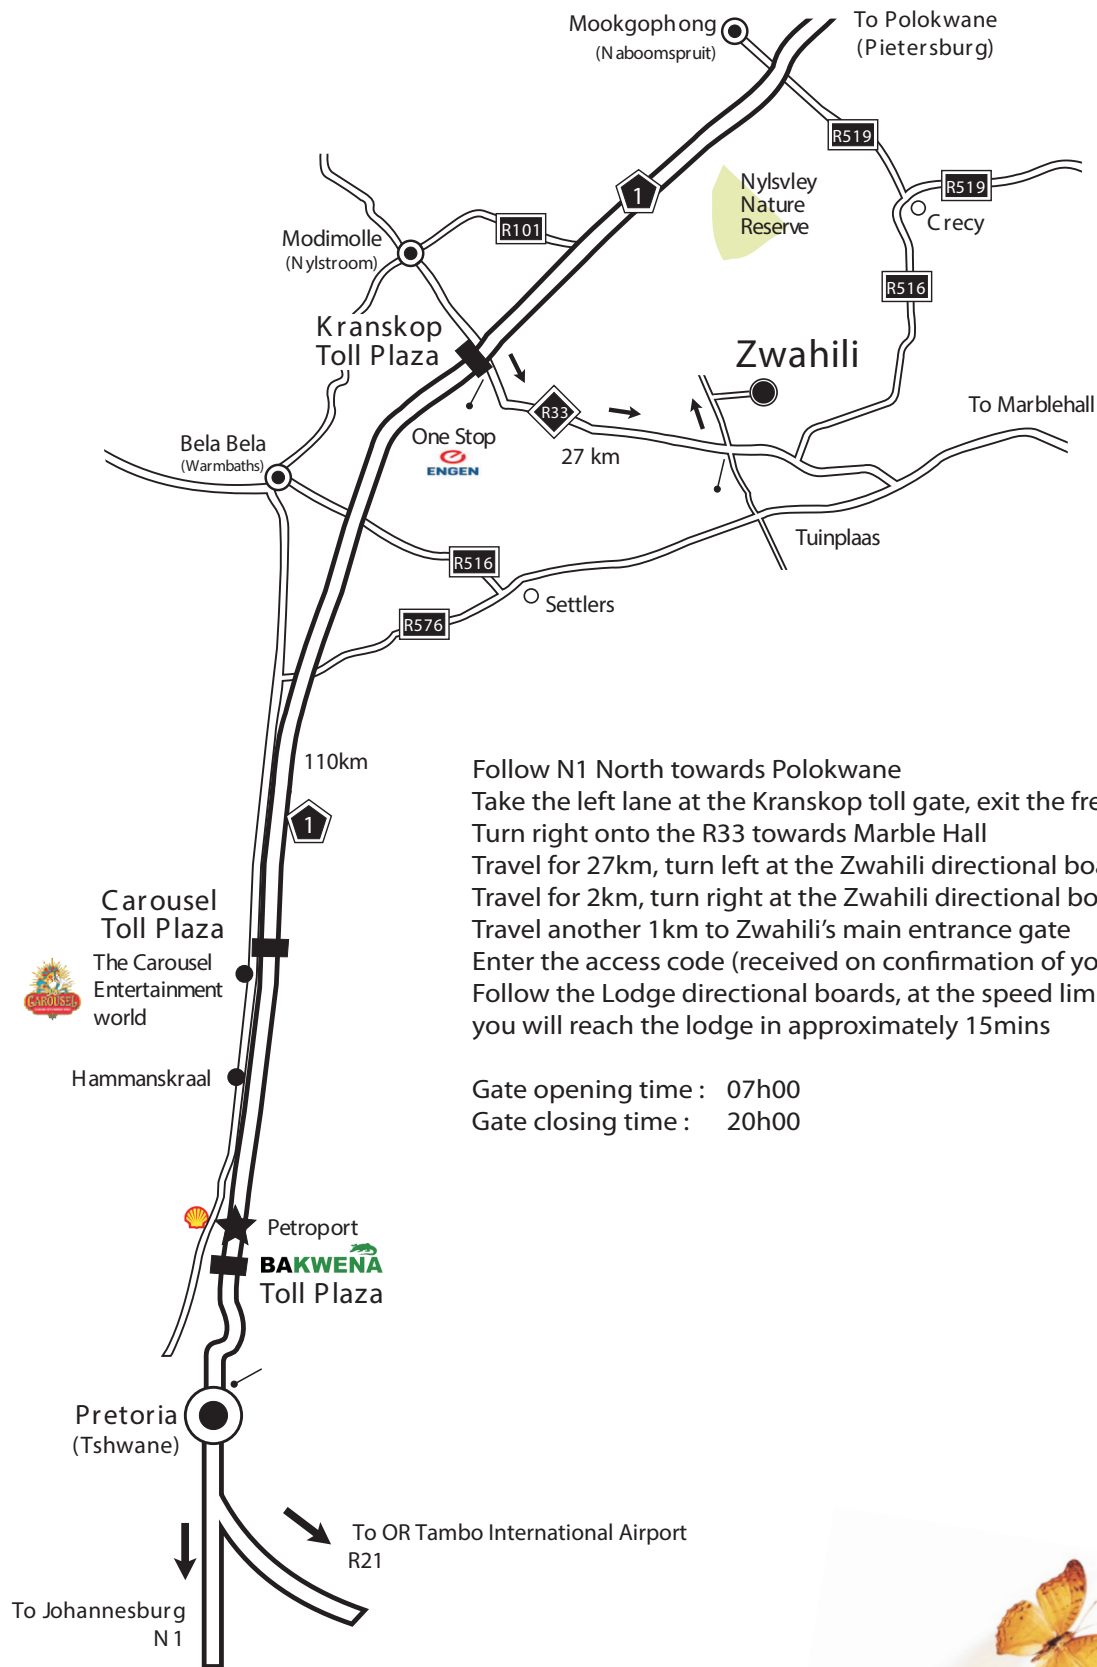 Mookgophong
(Naboomspruit)
To Polokwane
(Pietersburg)
R519
R519
1
Nylsvley
Nature
Reserve
Crecy
R101
Modimolle
(Nylstroom)
R516
Kranskop
Toll Plaza
Zwahili
R33
To Marblehall
One Stop
ENGEN
27 km
Bela Bela
(Warmbaths)
Tuinplaas
R516
Settlers
R576
110km
1
Follow N1 North towards Polokwane
Take the left lane at the Kranskop toll gate, exit the fre
Turn right onto the R33 towards Marble Hall
Travel for 27km, turn left at the Zwahili directional boa
Travel for 2km, turn right at the Zwahili directional bo
Travel another 1km to Zwahili's main entrance gate
Enter the access code (received on confirmation of yo
Follow the Lodge directional boards, at the speed lim
you will reach the lodge in approximately 15mins
Gate opening time : 07h00
Gate closing time : 20h00
Carousel
Toll Plaza
CAROUSEL
The Carousel
Entertainment
world
Hammanskraal
Petroport
BAKWENA
Toll Plaza
Pretoria
(Tshwane)
To OR Tambo International Airport
R21
To Johannesburg
N1